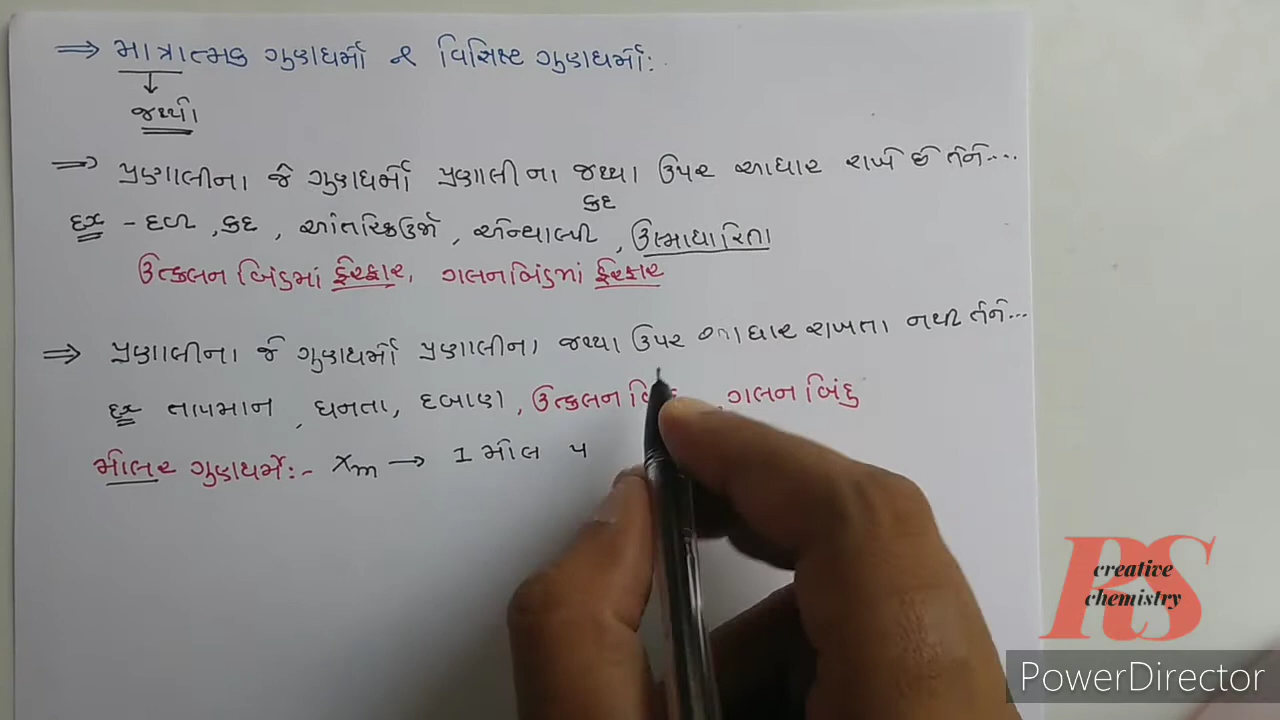 ⇒ માત્રાત્મક ગુણધર્મો ને વિશિષ્ટ ગુણધર્મો:
↓
જથ્થો
⇒ પ્રણાલીના જે ગુણધર્મો પ્રણાલીના જથ્થા ઉપર આધાર રાખે છે તેને...
કદ
દા.ત - દળ, કદ, આંતરિકઊર્જા, એન્થાલ્પી, ઉષ્માધારિતા
ઉત્કલન બિંદુમાં ફેરફાર, ગલનબિંદુમાં ફેરફાર
⇒ પ્રણાલીના જે ગુણધર્મો પ્રણાલીના જથ્થા ઉપર આધાર રાખતા નથી તેને...
દા.ત તાપમાન, ઘનતા, દબાણ, ઉત્કલન, ગલન બિંદુ
મોલર ગુણધર્મ:- Xm → 1 મોલ પ
RS
creative
chemistry
PowerDirector